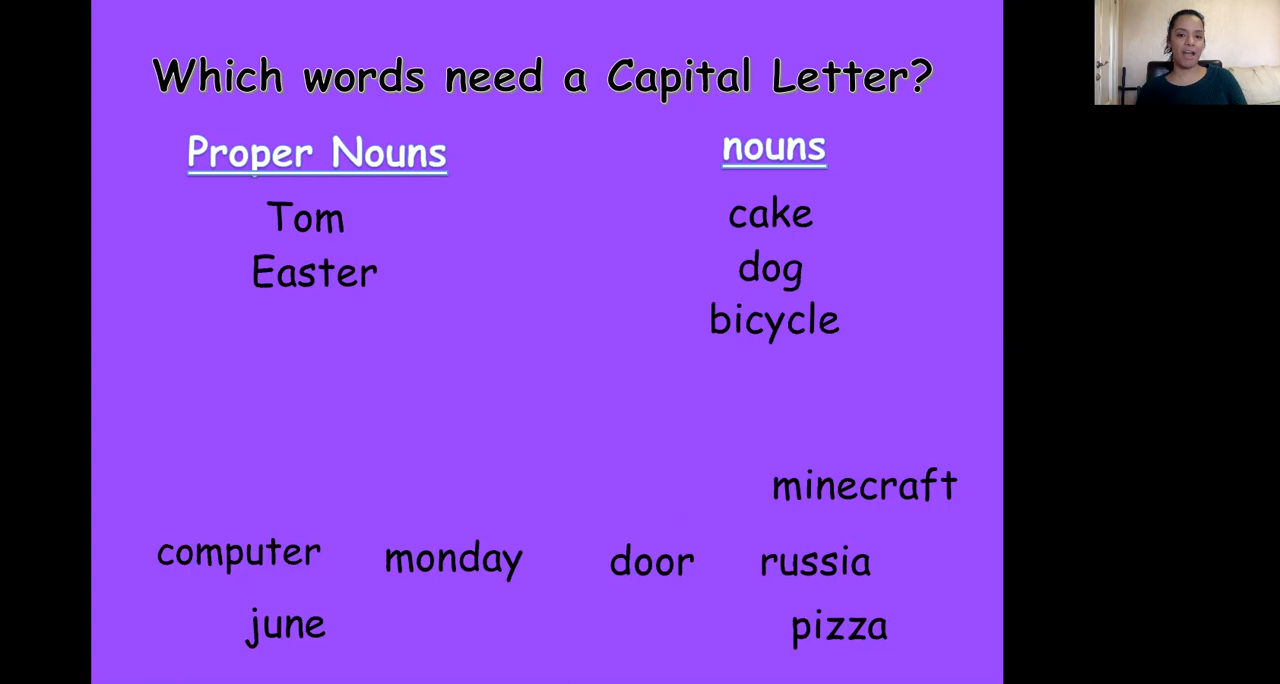 Which words need a Capital Letter?
Proper Nouns
nouns
Tom
cake
Easter
dog
bicycle
minecraft
computer
monday
door
russia
june
pizza